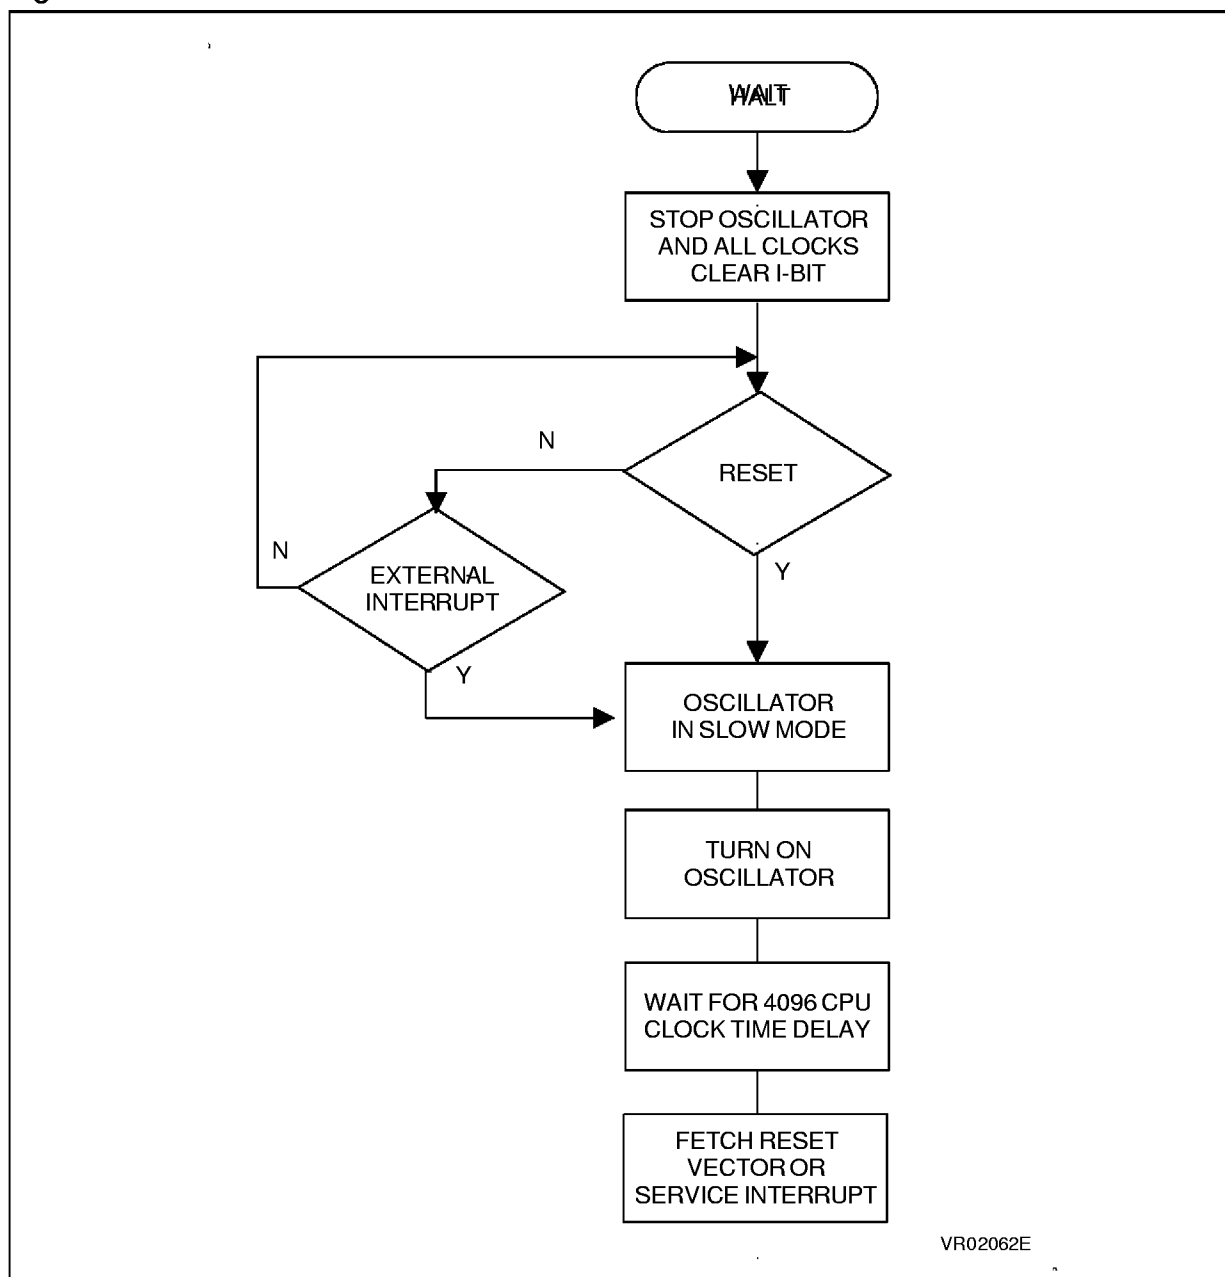 HALT
STOP OSCILLATOR
AND ALL CLOCKS
CLEAR I-BIT
N
RESET
N
Y
EXTERNAL
INTERRUPT
Y
OSCILLATOR
IN SLOW MODE
TURN ON
OSCILLATOR
WAIT FOR 4096 CPU
CLOCK TIME DELAY
FETCH RESET
VECTOR OR
SERVICE INTERRUPT
VR02062E